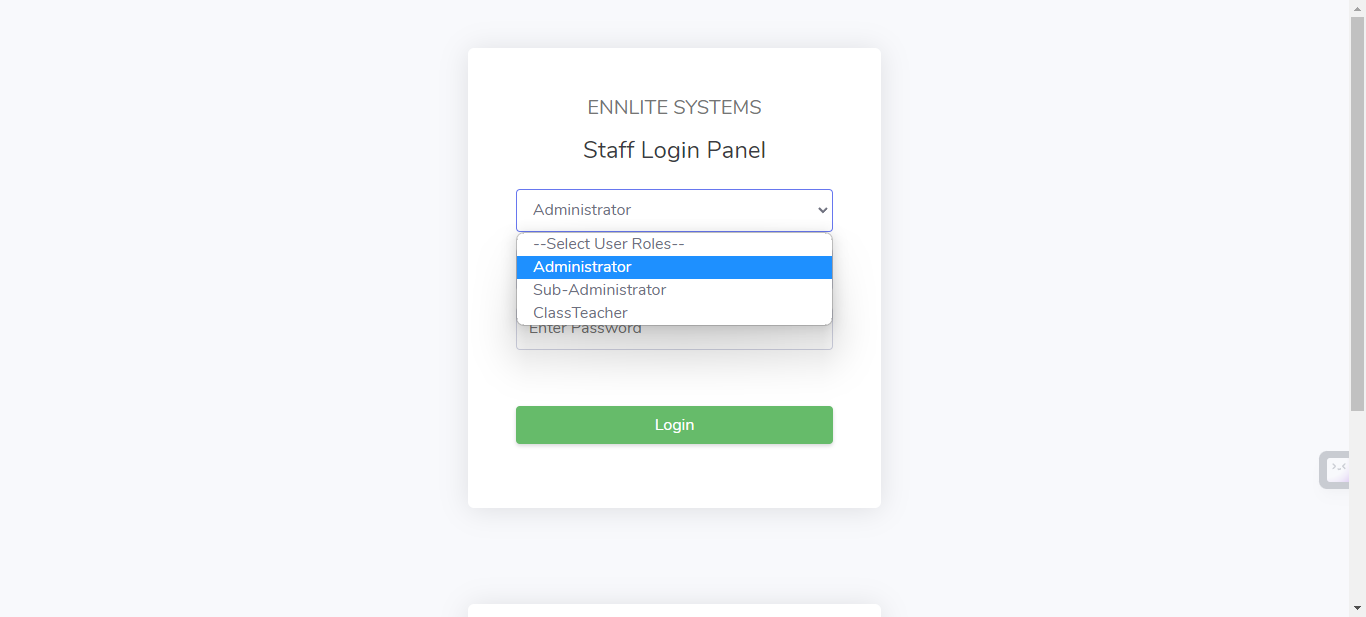 ENNLITE SYSTEMS
Staff Login Panel
Administrator
--Select User Roles--
Administrator
Sub-Administrator
ClassTeacher
Enter Password
Login